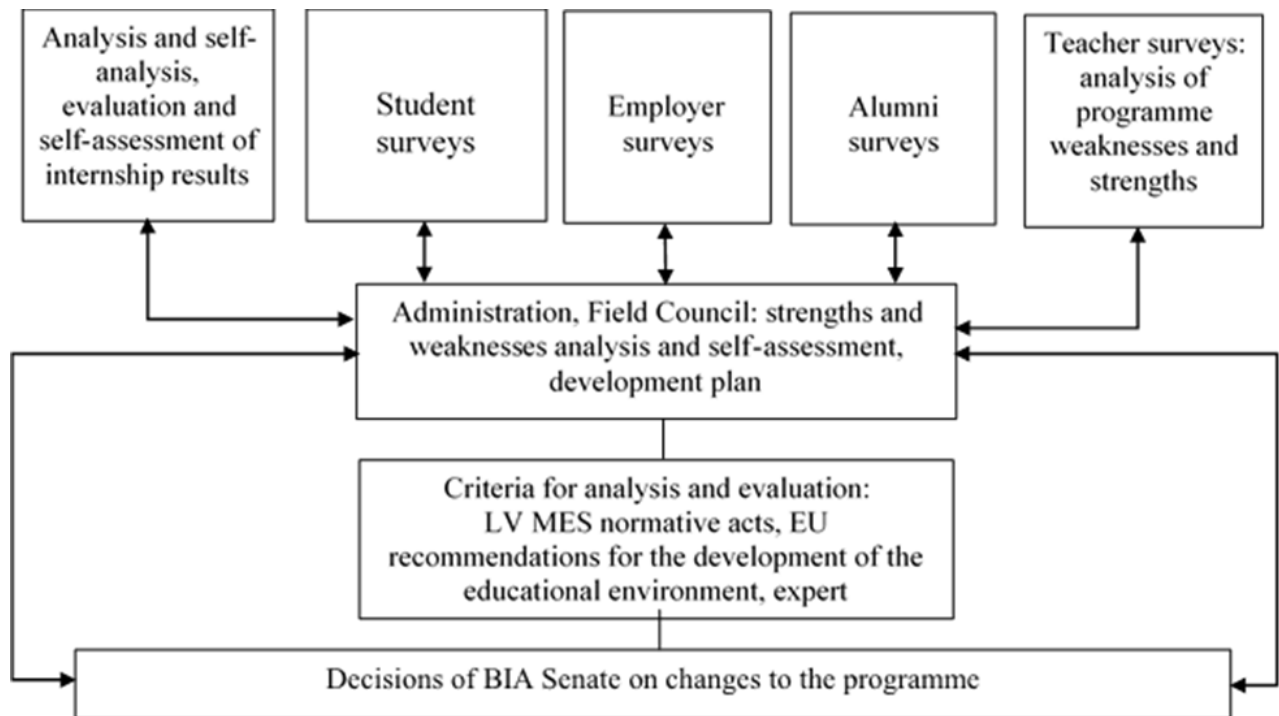 Analysis and self-
analysis,
evaluation and
self-assessment of
internship results
Student
surveys
Employer
surveys
Alumni
surveys
Teacher surveys:
analysis of
programme
weaknesses and
strengths
Administration, Field Council: strengths and
weaknesses analysis and self-assessment,
development plan
Criteria for analysis and evaluation:
LV MES normative acts, EU
recommendations for the development of the
educational environment, expert
Decisions of BIA Senate on changes to the programme